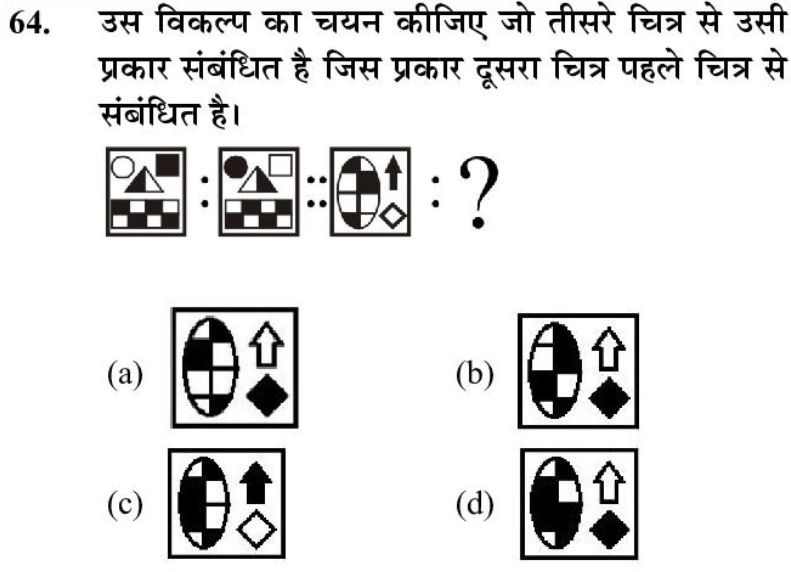 64. उस विकल्प का चयन कीजिए जो तीसरे चित्र से उसी
प्रकार संबंधित है जिस प्रकार दूसरा चित्र पहले चित्र से
संबंधित है।
: :: : ?
(a) (b)
(c) (d)